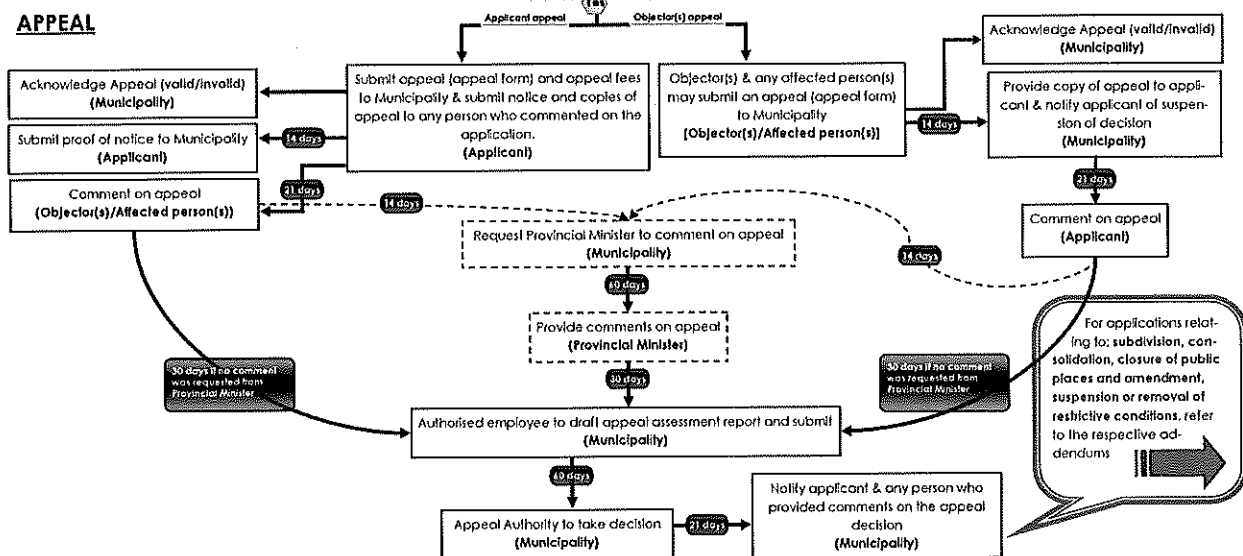 APPEAL
Yes
Applicant appeal
Objector(s) appeal
Acknowledge Appeal (valid/invalid)
(Municipality)
Submit proof of notice to Municipality
(Applicant)
Comment on appeal
(Objector(s)/Affected person(s))
Submit appeal (appeal form) and appeal fees
to Municipality & submit notice and copies of
appeal to any person who commented on the
application.
(Applicant)
14 days
21 days
Objector(s) & any affected person(s)
may submit an appeal (appeal form)
to Municipality
(Objector(s)/Affected person(s))
14 days
Acknowledge Appeal (valid/invalid)
(Municipality)
Provide copy of appeal to appli-
cant & notify applicant of suspen-
sion of decision
(Municipality)
21 days
Comment on appeal
(Applicant)
14 days
14 days
Request Provincial Minister to comment on appeal
(Municipality)
60 days
Provide comments on appeal
(Provincial Minister)
30 days
30 days if no comment
was requested from
Provincial Minister
30 days if no comment
was requested from
Provincial Minister
Authorised employee to draft appeal assessment report and submit
(Municipality)
60 days
Appeal Authority to take decision
(Municipality)
21 days
Notify applicant & any person who
provided comments on the appeal
decision
(Municipality)
For applications relat-
ing to: subdivision, con-
solidation, closure of public
places and amendment,
suspension or removal of
restrictive conditions, refer
to the respective ad-
dendums